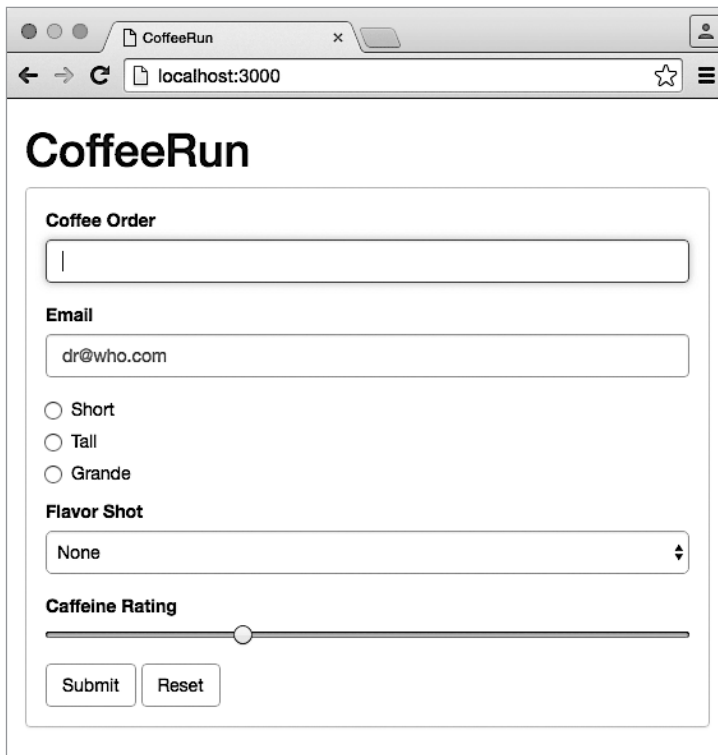 CoffeeRun
localhost:3000
CoffeeRun
Coffee Order
Email
dr@who.com
Short
Tall
Grande
Flavor Shot
None
Caffeine Rating
Submit Reset